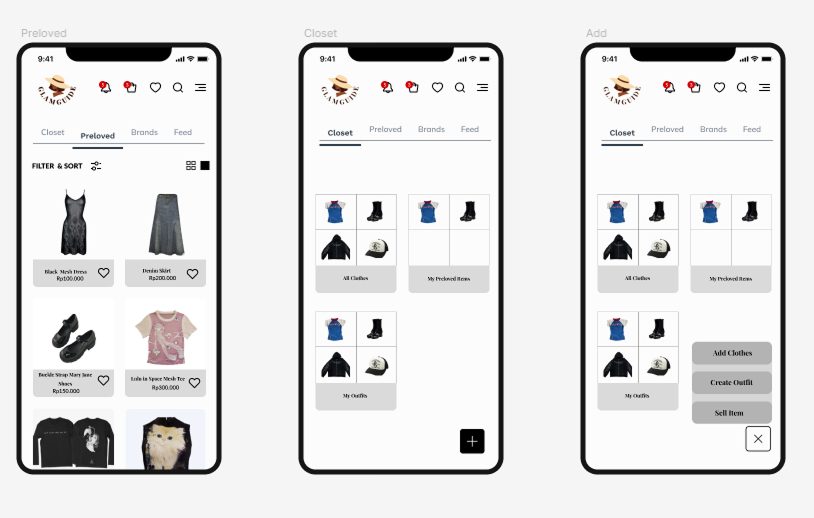 Preloved
9:41
GLAMGUIDE
Closet Preloved Brands Feed
FILTER & SORT
Black Mesh Dress
Rp100.000
Denim Skirt
Rp200.000
Buckle Strap Mary Jane
Shoes
Rp150.000
Lulu in Space Mesh Tee
Rp300.000
Closet
9:41
GLAMGUIDE
Closet Preloved Brands Feed
All Clothes
My Preloved Items
My Outfits
Add
9:41
GLAMGUIDE
Closet Preloved Brands Feed
All Clothes
My Preloved Items
My Outfits
Add Clothes
Create Outfit
Sell Item